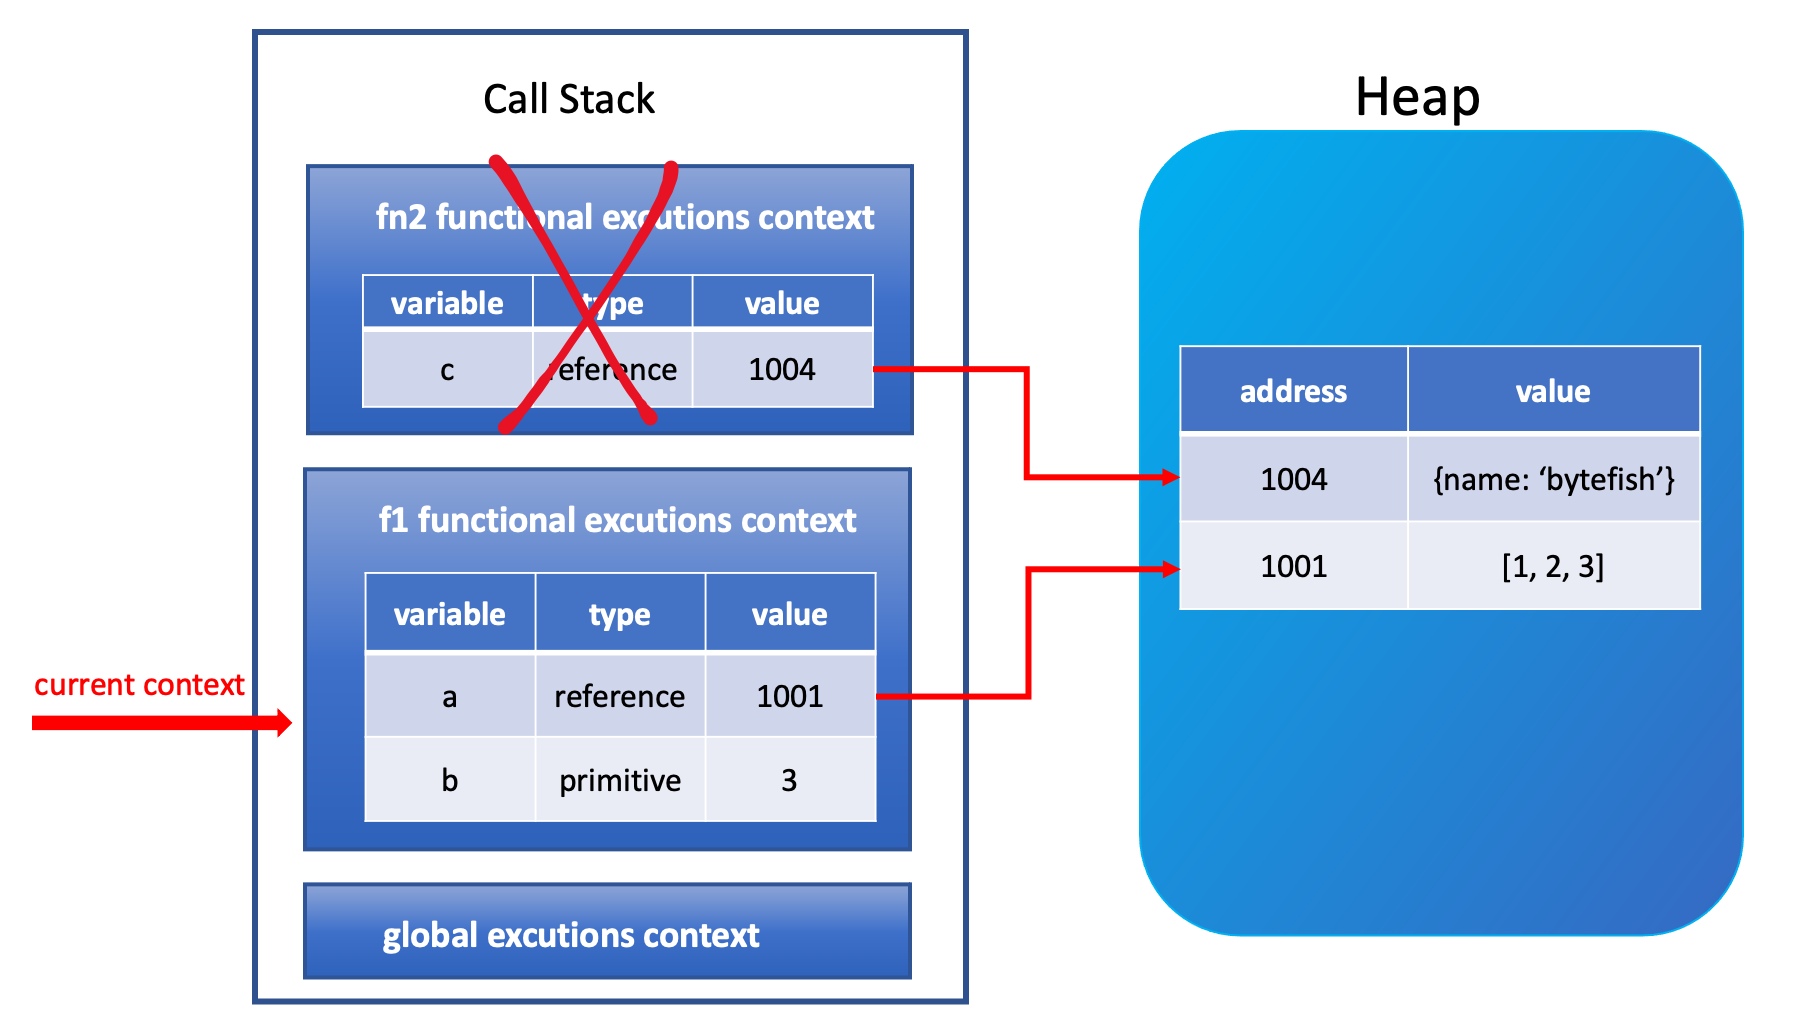 Call Stack
Heap
fn2 functional excutions context
variable type value
c reference 1004
address value
1004 {name: ‘bytefish’}
1001 [1, 2, 3]
f1 functional excutions context
variable type value
a reference 1001
b primitive 3
current context
global excutions context